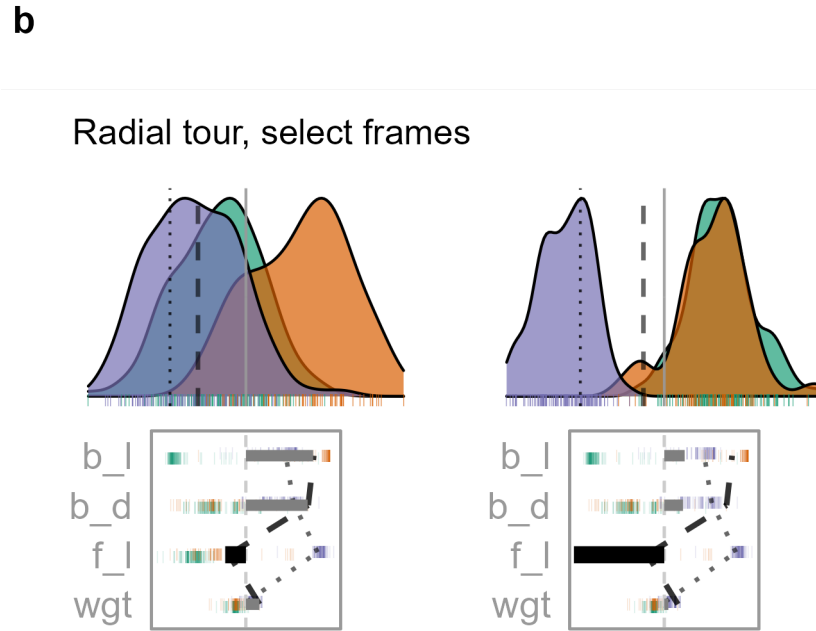 b
Radial tour, select frames
b_l
b_d
f_l
wgt
b_l
b_d
f_l
wgt